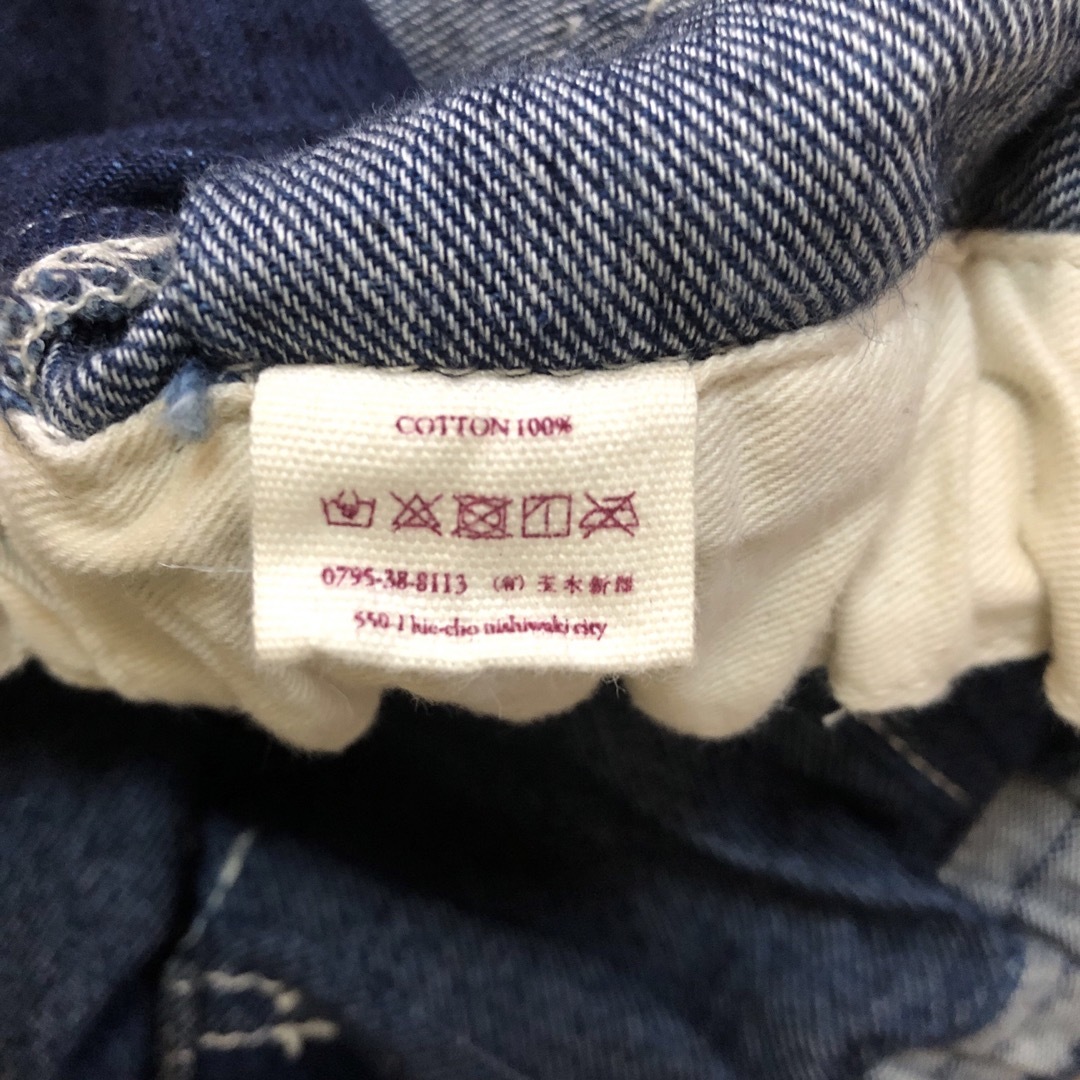 COTTON 100%
0795-38-8113 (有) 玉木新雌
550-1 hie-cho nishiwaki city